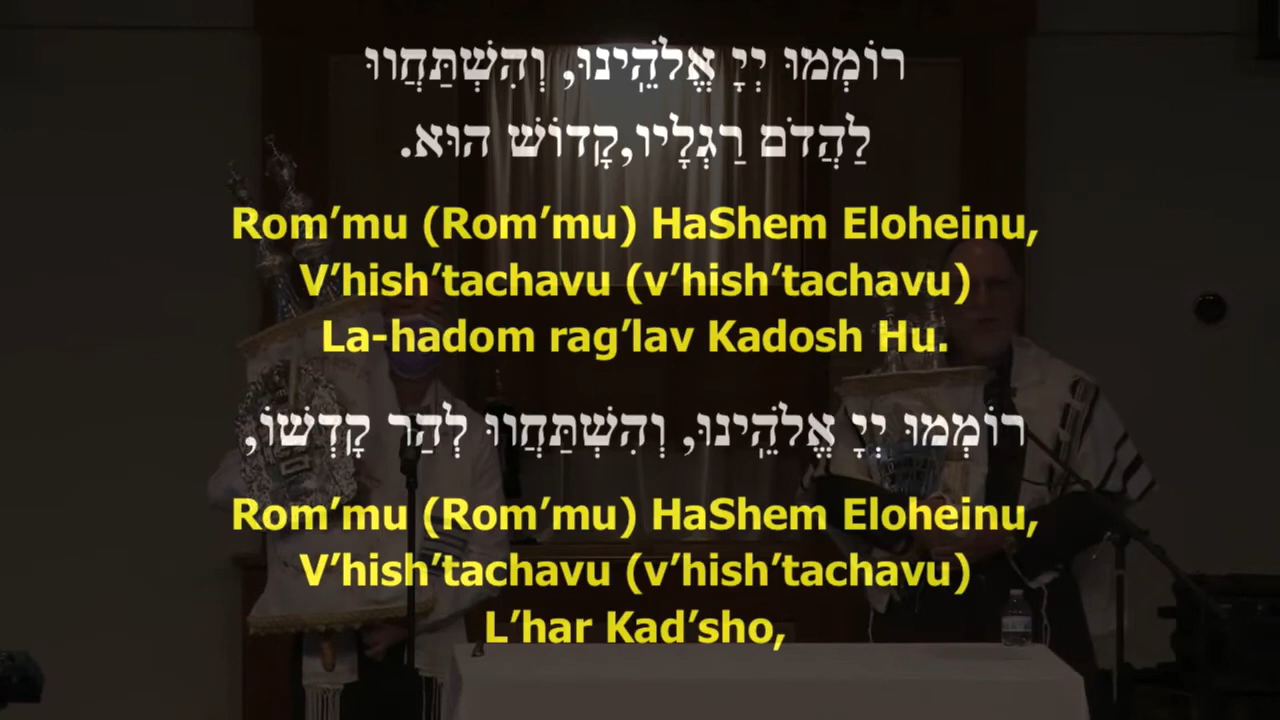 רוֹמְמוּ יְיָ אֱלֹהֵֽינוּ, וְהִשְׁתַּחֲווּ
לַהֲדֹם רַגְלָיו,קָדוֹשׁ הוּא.
Rom’mu (Rom’mu) HaShem Eloheinu,
V’hish’tachavu (v’hish’tachavu)
La-hadom rag’lav Kadosh Hu.
רוֹמְמוּ יְיָ אֱלֹהֵֽינוּ, וְהִשְׁתַּחֲווּ לְהַר קָדְשׁוֹ,
Rom’mu (Rom’mu) HaShem Eloheinu,
V’hish’tachavu (v’hish’tachavu)
L’har Kad’sho,